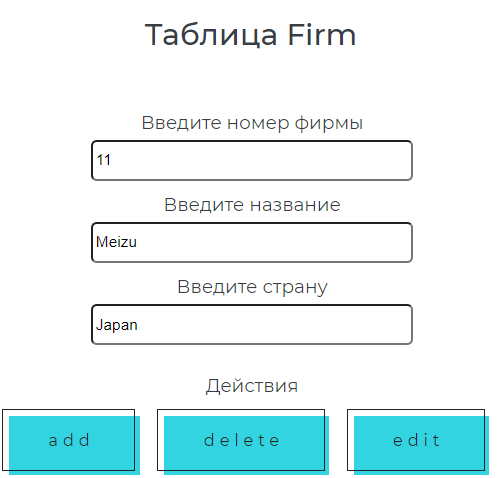 Таблица Firm
Введите номер фирмы
11
Введите название
Meizu
Введите страну
Japan
Действия
add delete edit